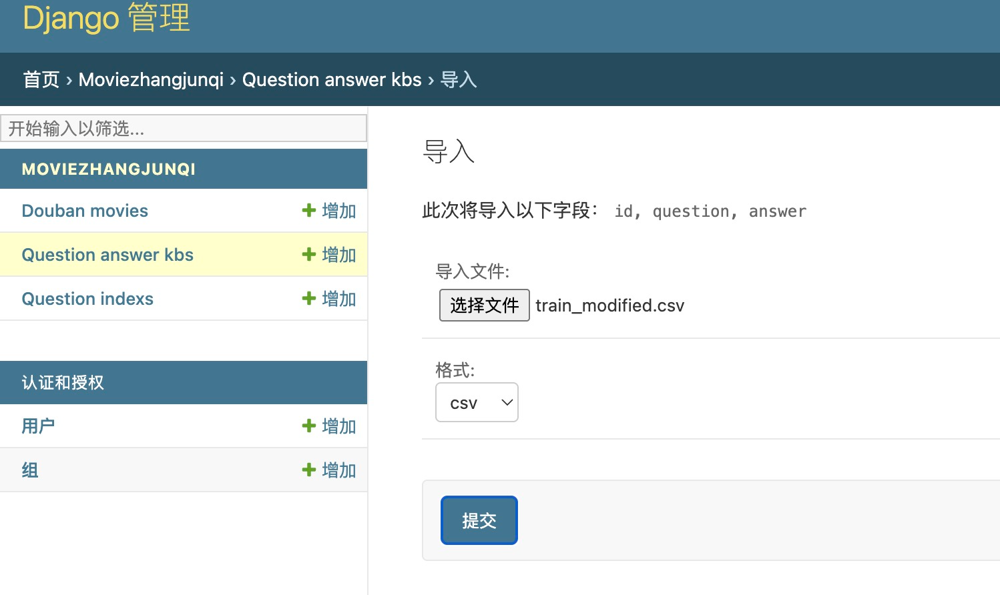 Django 管理
首页 › Moviezhangjunqi › Question answer kbs › 导入
开始输入以筛选...
MOVIEZHANGJUNQI
Douban movies 增加
Question answer kbs 增加
Question indexs 增加
认证和授权
用户 增加
组 增加
导入
此次将导入以下字段： id, question, answer
导入文件:
选择文件 train_modified.csv
格式:
csv
提交